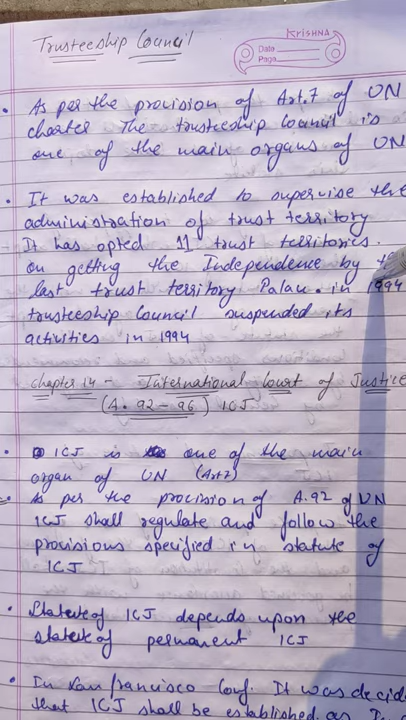 Trusteeship Council
KRISHNA
Date
Page
• As per the provision of Art.7 of UN
charter The trusteeship Council is
one of the main organs of UN
• It was established to supervise the
administration of trust territory
- It has opted 11 trust territories.
on getting the Independence by
last trust territory Palau. in 1994
trusteeship Council suspended its
activities in 1994
Chapter 14 - International Court of Justice
(A. 92 - 96) ICJ
• ICJ is one of the main
organ of UN (Art 7)
• As per the provision of A.92 of UN
ICJ shall regulate and follow the
provisions specified in statute of
ICJ
• Statute of ICJ depends upon the
statute of permanent ICJ
• In San francisco Conf. It was decid
that ICJ shall be established as